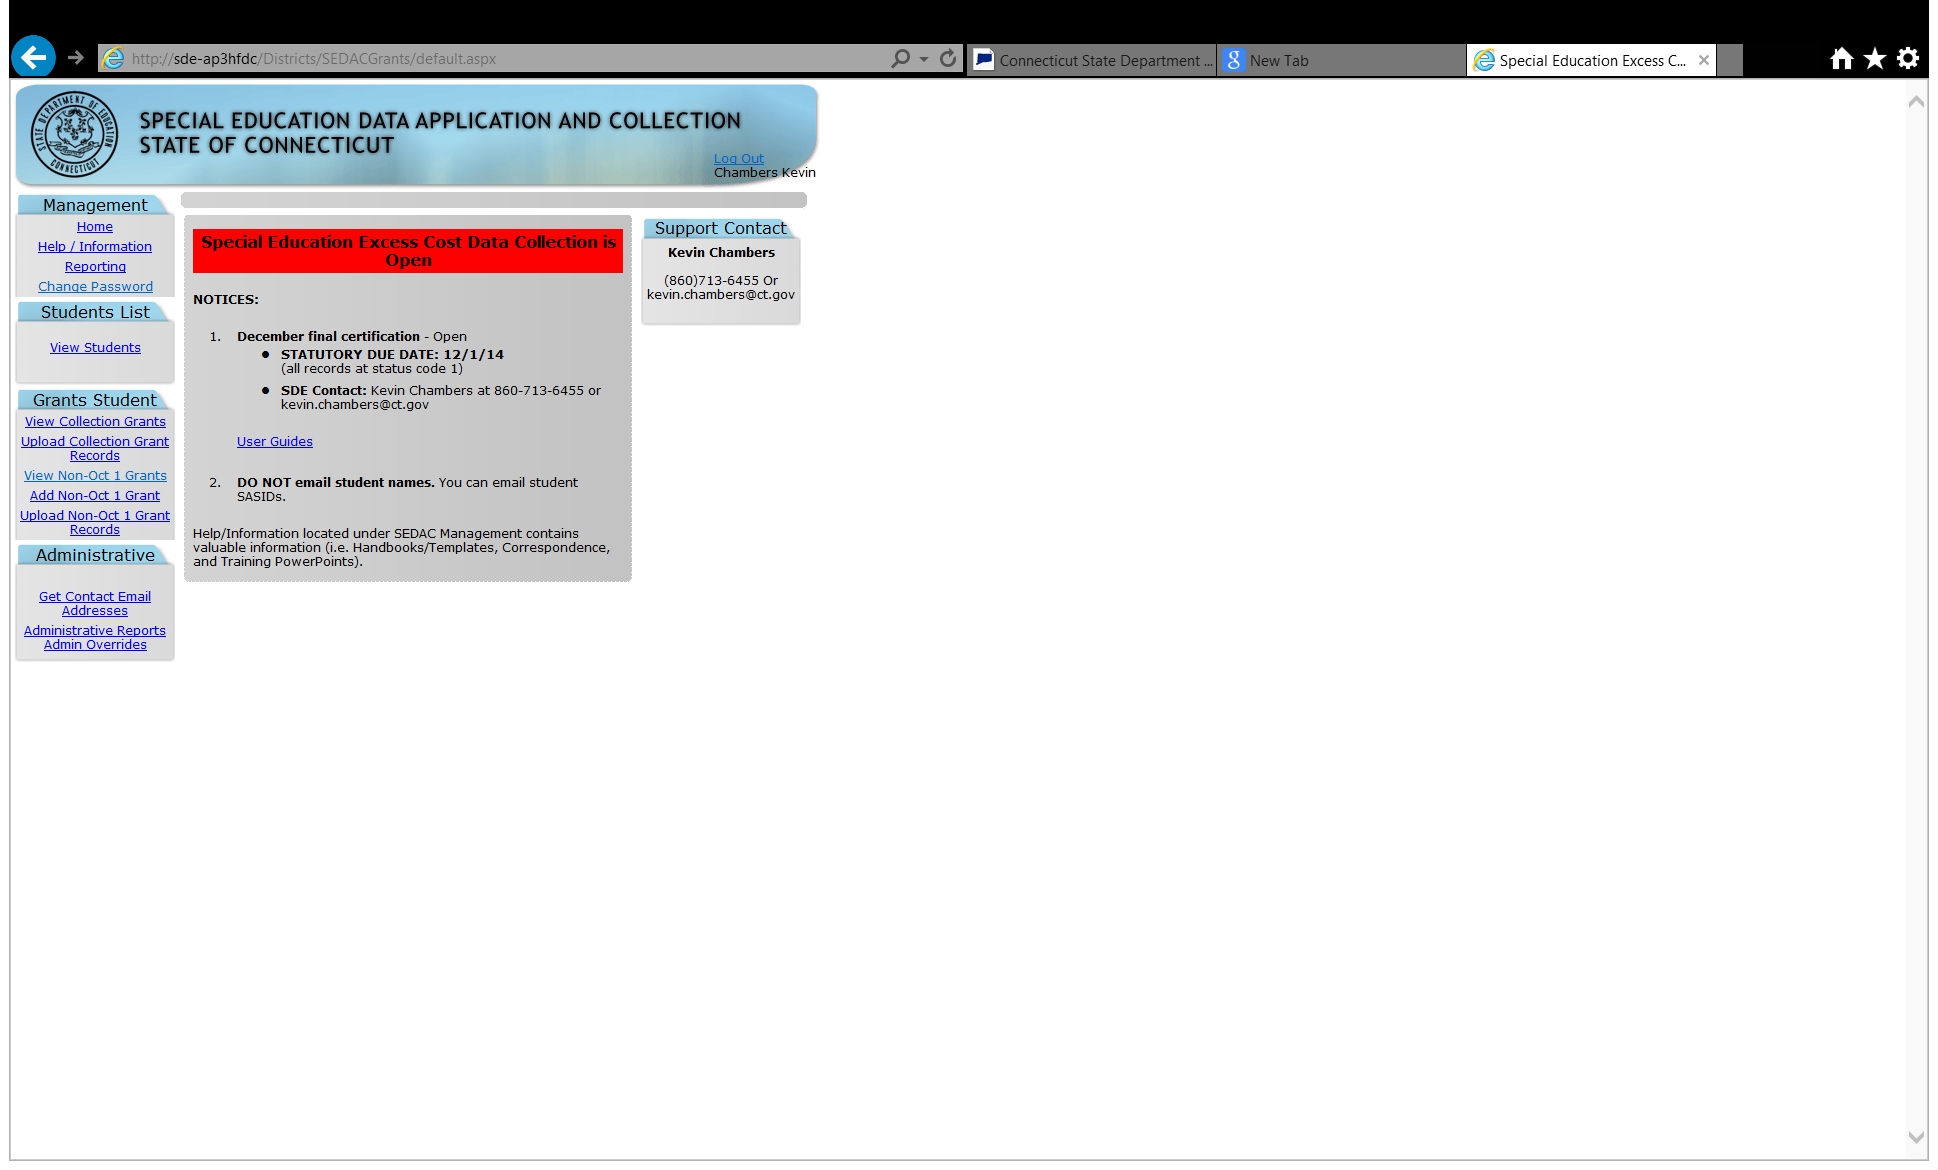 http://sde-ap3hfdc/Districts/SEDACGrants/default.aspx
Connecticut State Department ...
New Tab
Special Education Excess C...
STATE DEPARTMENT OF EDUCATION
CONNECTICUT
SPECIAL EDUCATION DATA APPLICATION AND COLLECTION
STATE OF CONNECTICUT
Log Out
Chambers Kevin
Management
Home
Help / Information
Reporting
Change Password
Students List
View Students
Grants Student
View Collection Grants
Upload Collection Grant
Records
View Non-Oct 1 Grants
Add Non-Oct 1 Grant
Upload Non-Oct 1 Grant
Records
Administrative
Get Contact Email
Addresses
Administrative Reports
Admin Overrides
Special Education Excess Cost Data Collection is
Open
NOTICES:
1. December final certification - Open
• STATUTORY DUE DATE: 12/1/14
(all records at status code 1)
• SDE Contact: Kevin Chambers at 860-713-6455 or
kevin.chambers@ct.gov
User Guides
2. DO NOT email student names. You can email student
SASIDs.
Help/Information located under SEDAC Management contains
valuable information (i.e. Handbooks/Templates, Correspondence,
and Training PowerPoints).
Support Contact
Kevin Chambers
(860)713-6455 Or
kevin.chambers@ct.gov